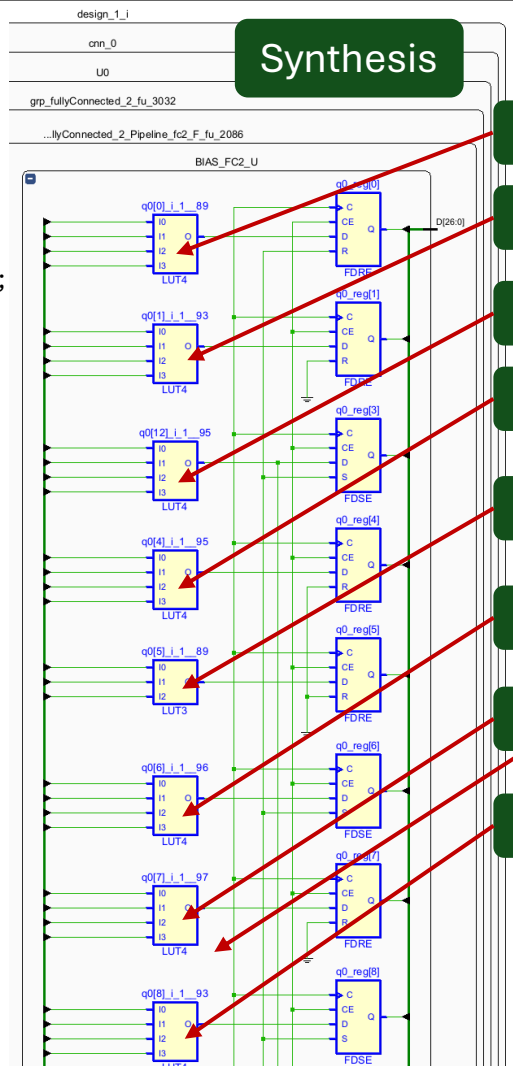 design_1_i
cnn_0
Synthesis
U0
grp_fullyConnected_2_fu_3032
...llyConnected_2_Pipeline_fc2_F_fu_2086
BIAS_FC2_U
;
q0[0]_i_1__89
I0
I1
I2
I3
O
LUT4
q0_reg[0]
C
CE
D
R
Q
FDRE
D[26:0]
q0[1]_i_1__93
I0
I1
I2
I3
O
LUT4
q0_reg[1]
C
CE
D
R
Q
FDRE
q0[12]_i_1__95
I0
I1
I2
I3
O
LUT4
q0_reg[3]
C
CE
D
S
Q
FDSE
q0[4]_i_1__95
I0
I1
I2
I3
O
LUT4
q0_reg[4]
C
CE
D
R
Q
FDRE
q0[5]_i_1__89
I0
I1
I2
O
LUT3
q0_reg[5]
C
CE
D
R
Q
FDRE
q0[6]_i_1__96
I0
I1
I2
I3
O
LUT4
q0_reg[6]
C
CE
D
S
Q
FDSE
q0[7]_i_1__97
I0
I1
I2
I3
O
LUT4
q0_reg[7]
C
CE
D
R
Q
FDRE
q0[8]_i_1__93
I0
I1
I2
I3
O
LUT4
q0_reg[8]
C
CE
D
S
Q
FDSE